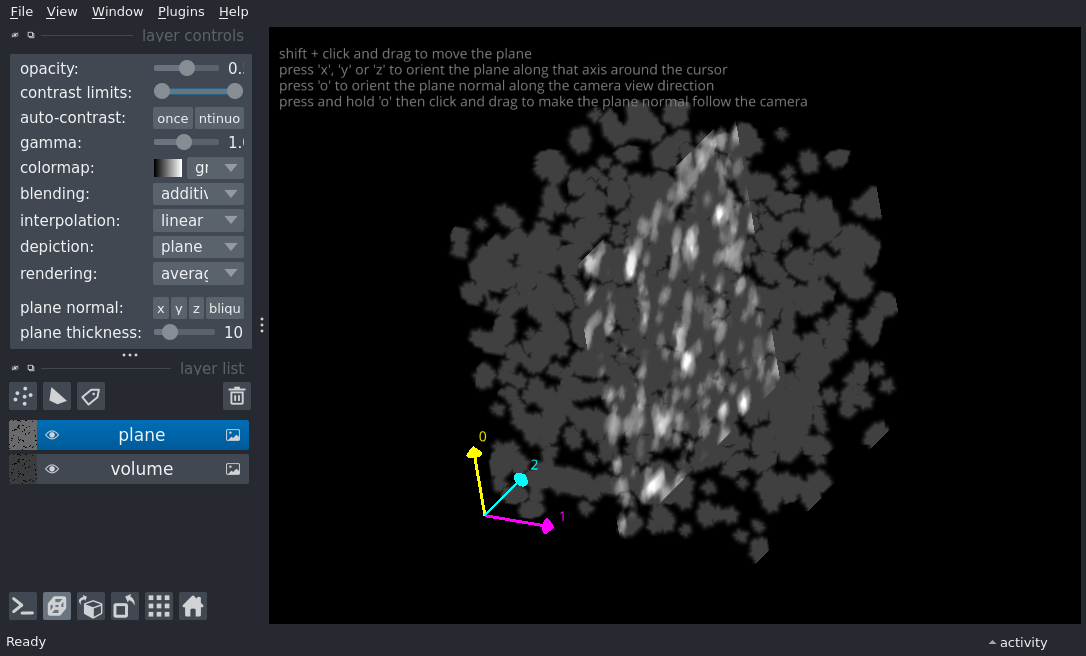 File View Window Plugins Help
layer controls
opacity: 0.
contrast limits:
auto-contrast: once ntinuo
gamma: 1.
colormap: gr
blending: additiv
interpolation: linear
depiction: plane
rendering: averag
plane normal: x y z bliqu
plane thickness: 10
layer list
plane
volume
shift + click and drag to move the plane
press 'x', 'y' or 'z' to orient the plane along that axis around the cursor
press 'o' to orient the plane normal along the camera view direction
press and hold 'o' then click and drag to make the plane normal follow the camera
0
2
1
Ready
activity